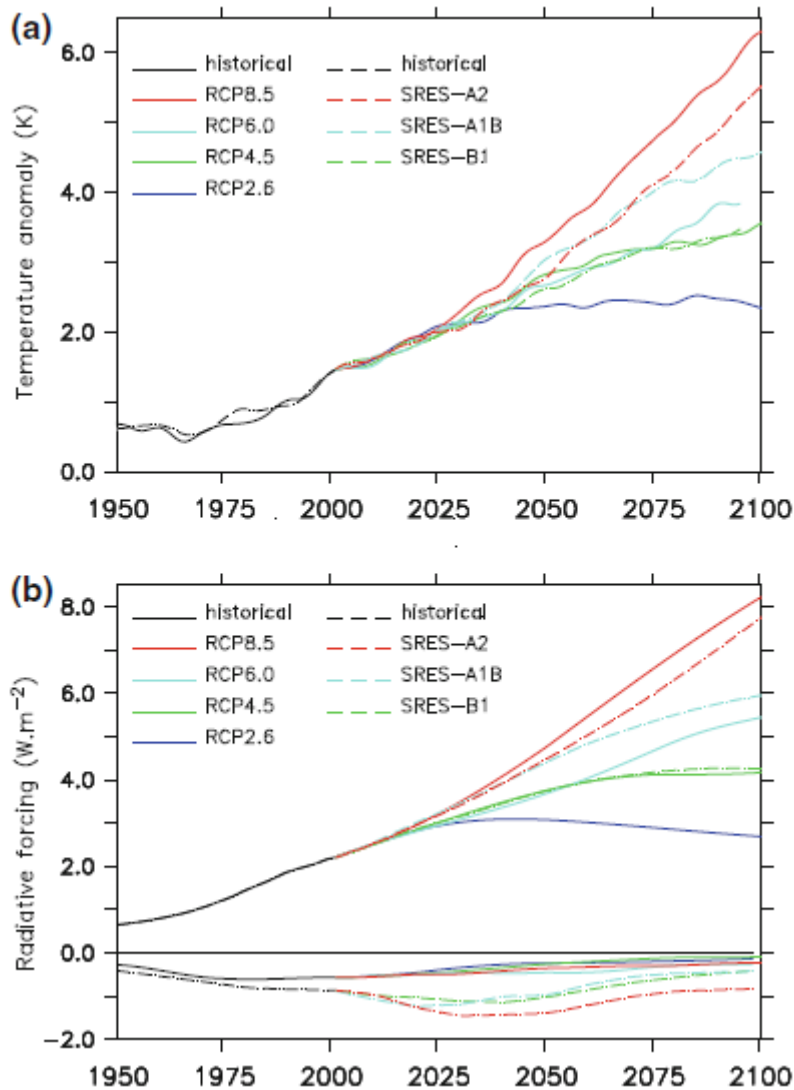 (a)
6.0
4.0
2.0
0.0
Temperature anomaly (K)
historical
RCP8.5
RCP6.0
RCP4.5
RCP2.6
historical
SRES-A2
SRES-A1B
SRES-B1
1950 1975 2000 2025 2050 2075 2100
(b)
8.0
6.0
4.0
2.0
0.0
-2.0
Radiative forcing (W.m⁻²)
historical
RCP8.5
RCP6.0
RCP4.5
RCP2.6
historical
SRES-A2
SRES-A1B
SRES-B1
1950 1975 2000 2025 2050 2075 2100